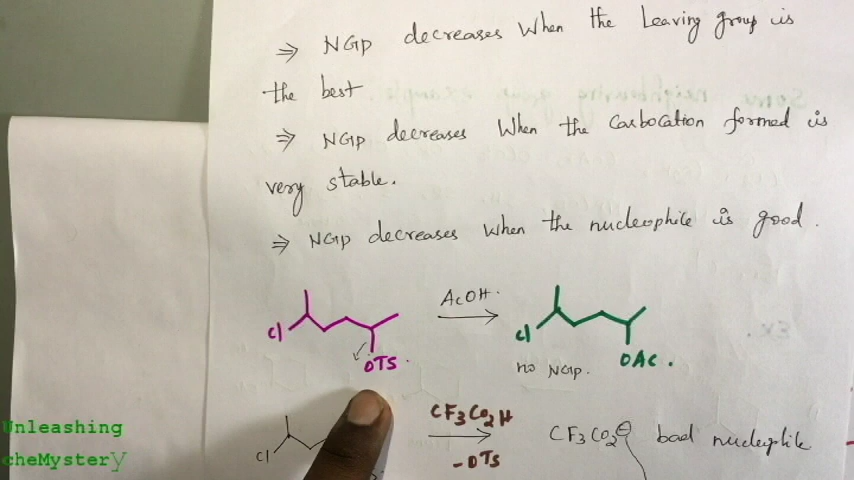 ⇒ NGP decreases when the leaving group is
the best
⇒ NGP decreases when the carbocation formed is
very stable.
⇒ NGP decreases when the nucleophile is good.
Cl OTS. AcOH. Cl OAC.
no NGP.
Cl CF3CO2H CF3CO2⊖ bad nucleophile
-OTS
Unleashing
cheMysterY